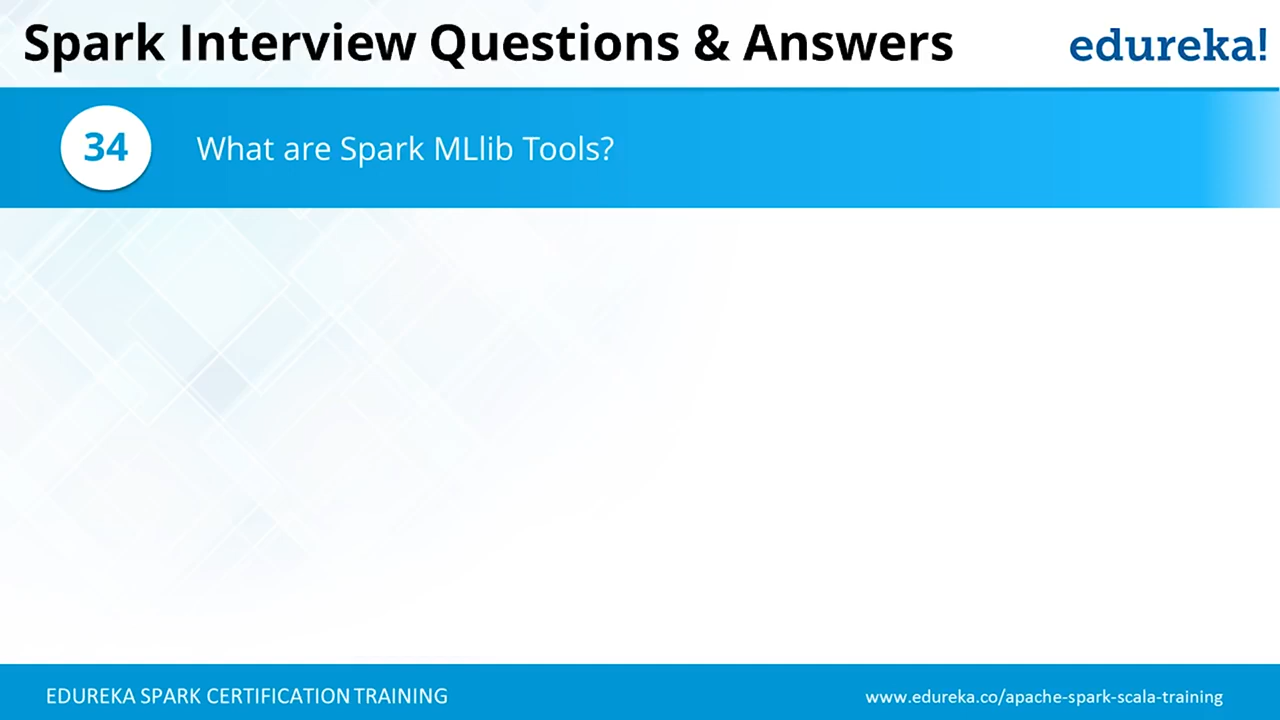 Spark Interview Questions & Answers
edureka!
34
What are Spark MLlib Tools?
EDUREKA SPARK CERTIFICATION TRAINING
www.edureka.co/apache-spark-scala-training